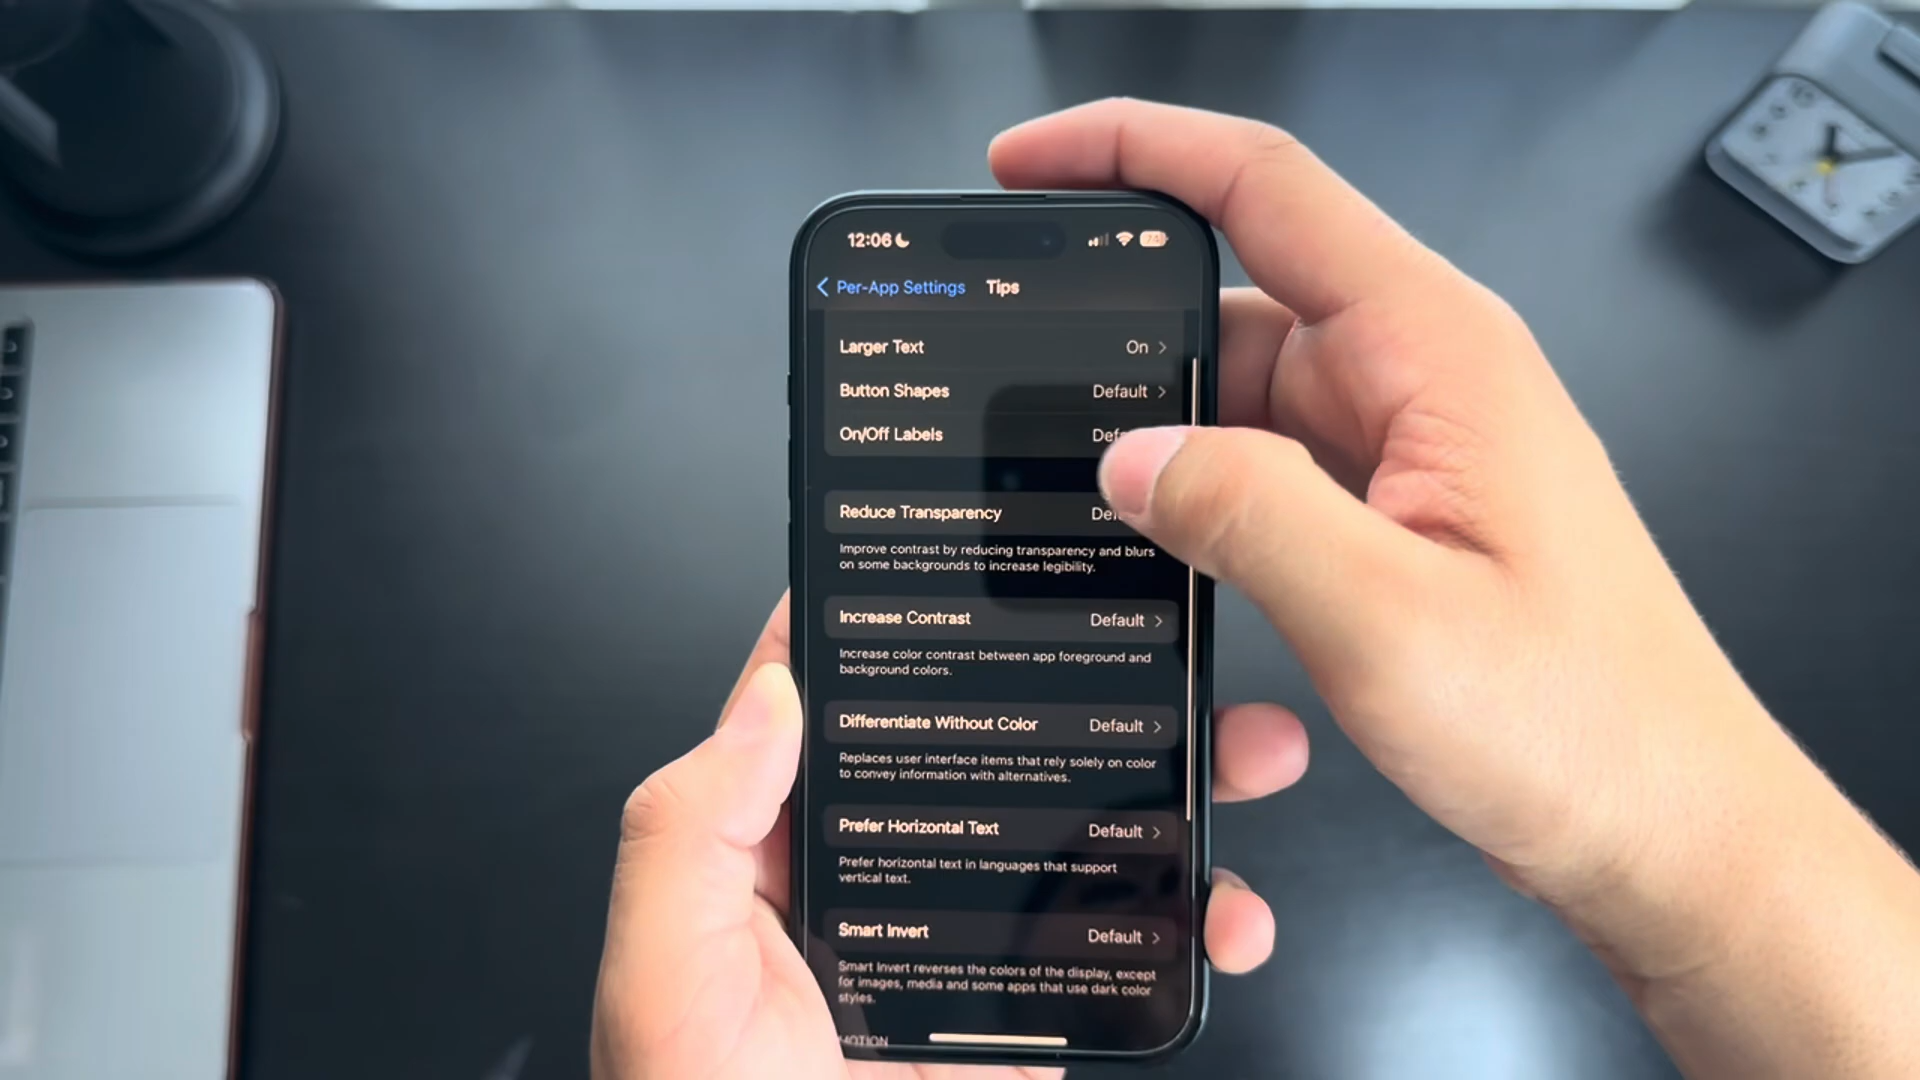 12:06
74
Per-App Settings Tips
Larger Text On
Button Shapes Default
On/Off Labels
Reduce Transparency
Improve contrast by reducing transparency and blurs
on some backgrounds to increase legibility.
Increase Contrast Default
Increase color contrast between app foreground and
background colors.
Differentiate Without Color Default
Replaces user interface items that rely solely on color
to convey information with alternatives.
Prefer Horizontal Text Default
Prefer horizontal text in languages that support
vertical text.
Smart Invert Default
Smart Invert reverses the colors of the display, except
for images, media and some apps that use dark color
styles.
MOTION